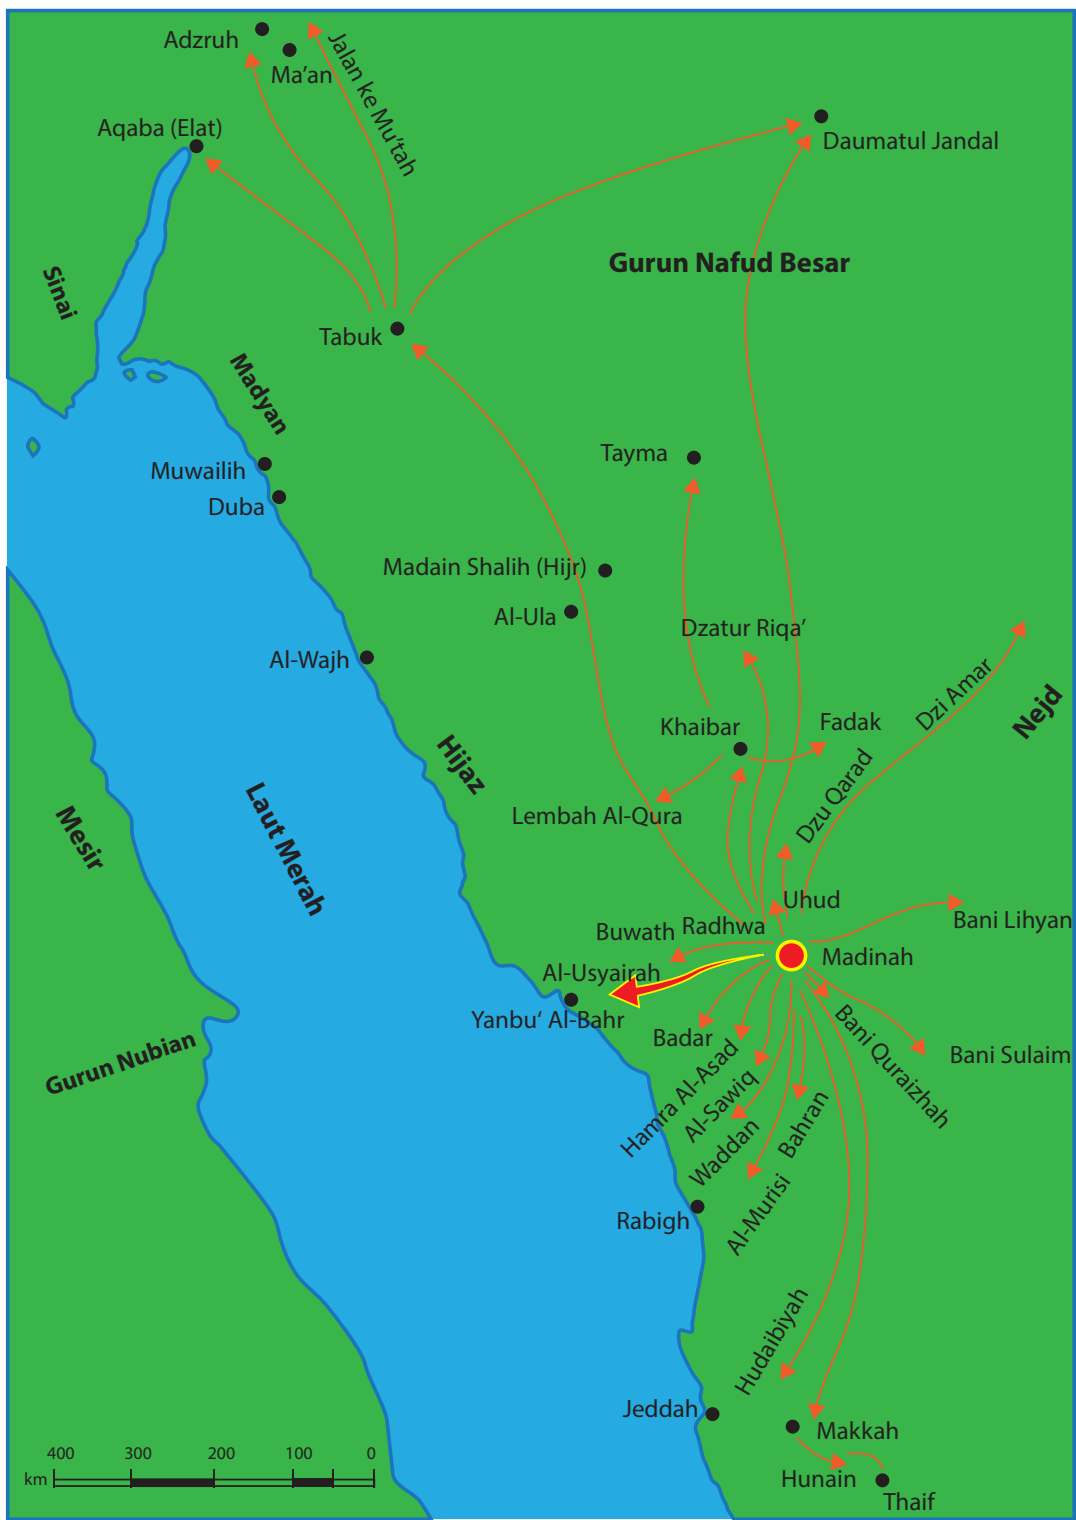 Adzruh
Ma'an
Jalan ke Mu'tah
Aqaba (Elat)
Daumatul Jandal
Gurun Nafud Besar
Sinai
Tabuk
Madyan
Tayma
Muwailih
Duba
Madain Shalih (Hijr)
Al-Ula
Dzatur Riqa'
Al-Wajh
Dzi Amar
Nejd
Khaibar
Fadak
Hijaz
Dzu Qarad
Lembah Al-Qura
Mesir
Laut Merah
Uhud
Bani Lihyan
Buwath
Radhwa
Madinah
Al-Usyairah
Yanbu‘ Al-Bahr
Badar
Bani Quraizhah
Bani Sulaim
Gurun Nubian
Hamra Al-Asad
Al-Sawiq
Waddan
Bahran
Al-Murisi
Rabigh
Hudaibiyah
Jeddah
Makkah
Hunain
Thaif
400 300 200 100 0
km